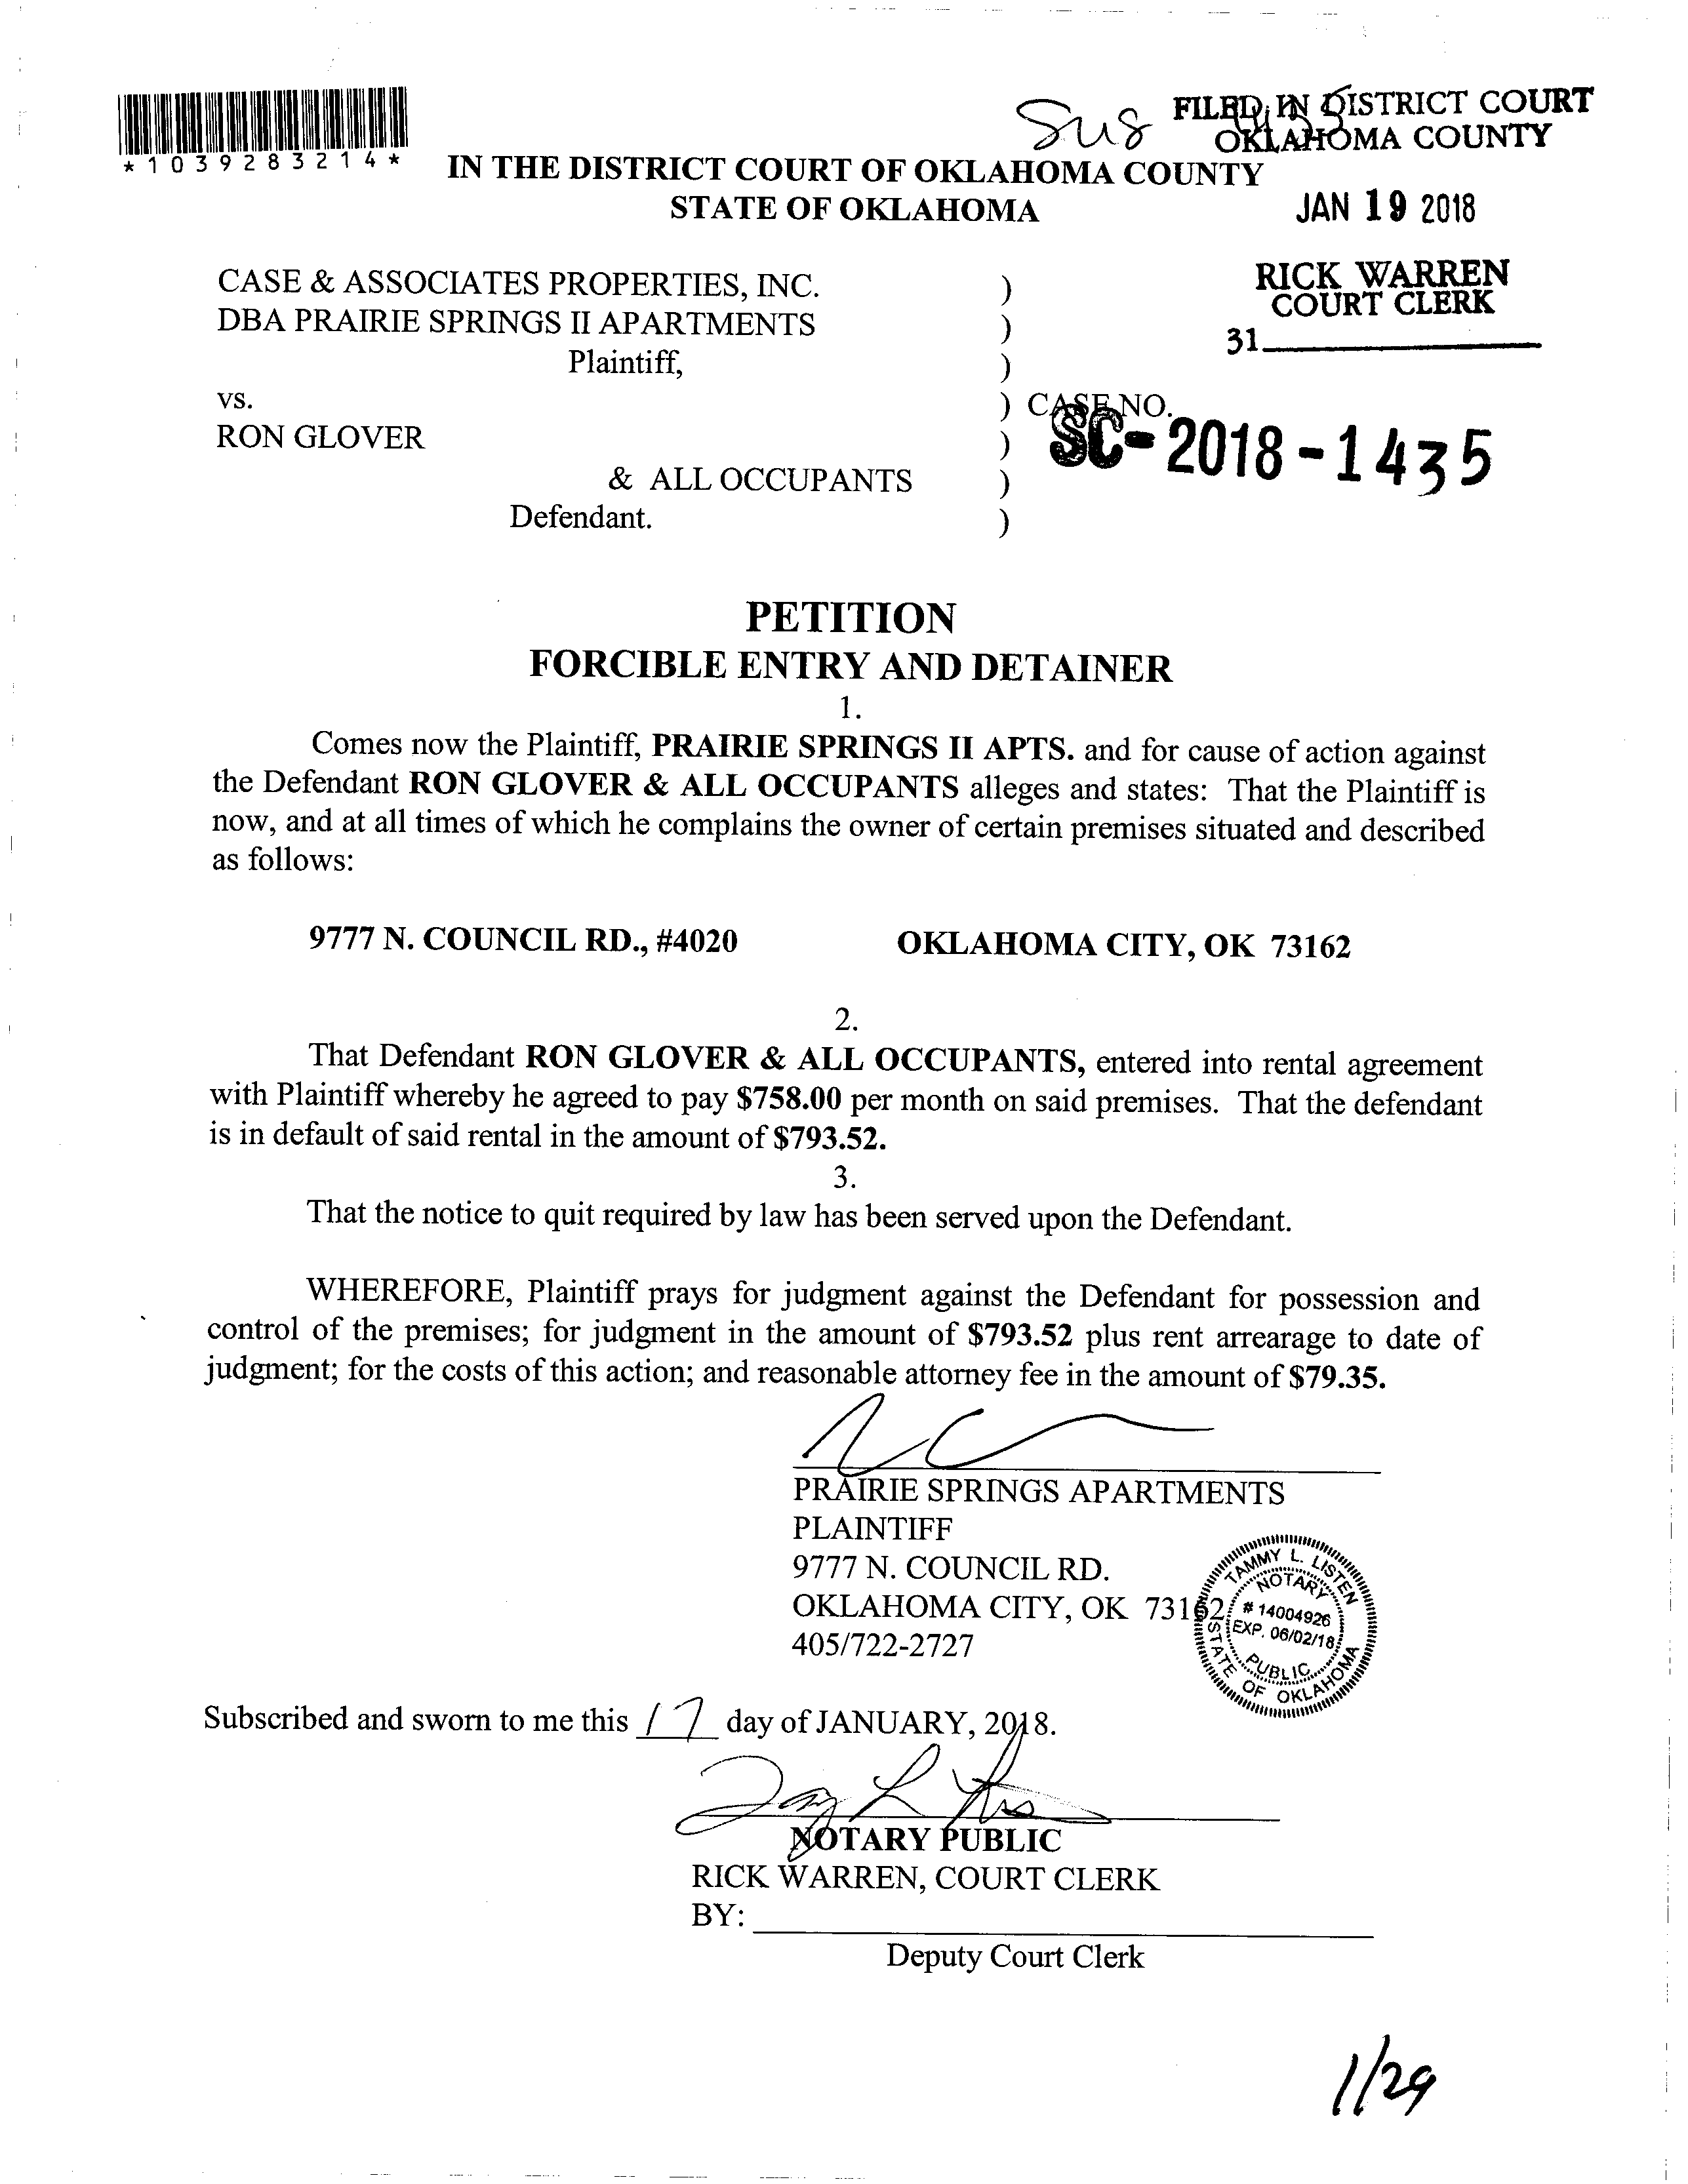 *1039283214*
FILED IN DISTRICT COURT
OKLAHOMA COUNTY
IN THE DISTRICT COURT OF OKLAHOMA COUNTY
STATE OF OKLAHOMA
JAN 19 2018
RICK WARREN
COURT CLERK
31
CASE & ASSOCIATES PROPERTIES, INC. )
DBA PRAIRIE SPRINGS II APARTMENTS )
Plaintiff, )
vs. ) CASE NO.
RON GLOVER )
SC-2018-1435
& ALL OCCUPANTS )
Defendant. )
PETITION
FORCIBLE ENTRY AND DETAINER
1.
Comes now the Plaintiff, PRAIRIE SPRINGS II APTS. and for cause of action against
the Defendant RON GLOVER & ALL OCCUPANTS alleges and states: That the Plaintiff is
now, and at all times of which he complains the owner of certain premises situated and described
as follows:
9777 N. COUNCIL RD., #4020 OKLAHOMA CITY, OK 73162
2.
That Defendant RON GLOVER & ALL OCCUPANTS, entered into rental agreement
with Plaintiff whereby he agreed to pay $758.00 per month on said premises. That the defendant
is in default of said rental in the amount of $793.52.
3.
That the notice to quit required by law has been served upon the Defendant.
WHEREFORE, Plaintiff prays for judgment against the Defendant for possession and
control of the premises; for judgment in the amount of $793.52 plus rent arrearage to date of
judgment; for the costs of this action; and reasonable attorney fee in the amount of $79.35.
PRAIRIE SPRINGS APARTMENTS
PLAINTIFF
9777 N. COUNCIL RD.
OKLAHOMA CITY, OK 73162
405/722-2727
TAMMY L. LISTEN
NOTARY
# 14004926
EXP. 06/02/18
PUBLIC
STATE OF OKLAHOMA
Subscribed and sworn to me this 17 day of JANUARY, 2018.
NOTARY PUBLIC
RICK WARREN, COURT CLERK
BY:
Deputy Court Clerk
1/29